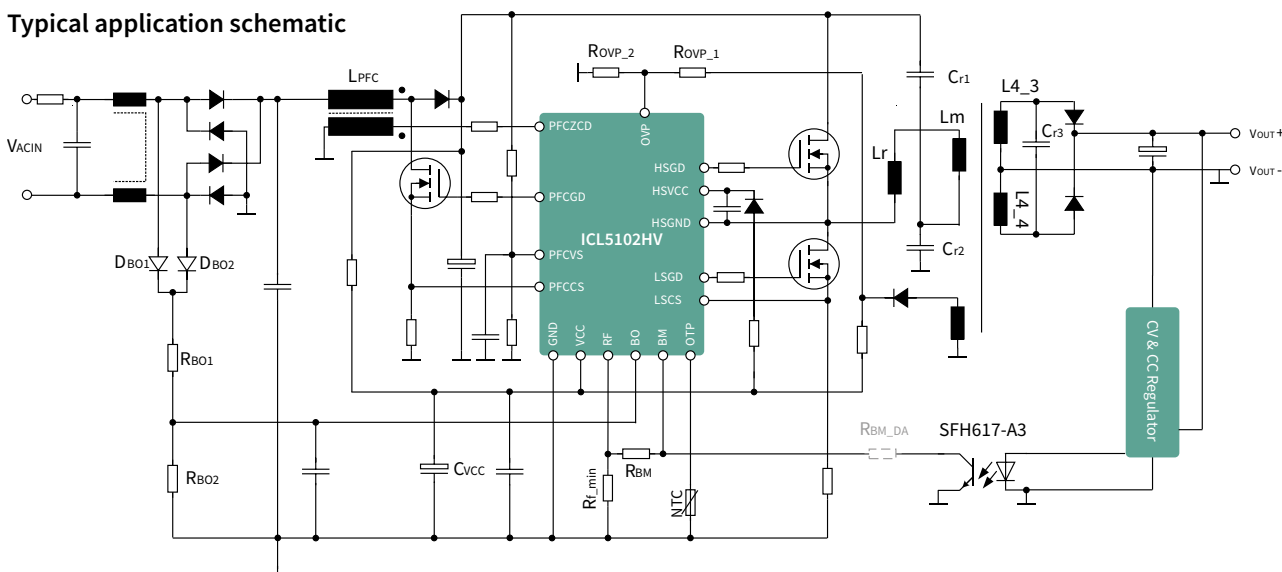 Typical application schematic
ROVP_2
ROVP_1
LPFC
Cr1
L4_3
PFCZCD
OVP
Lm
Cr3
VOUT+
VACIN
HSGD
Lr
VOUT-
PFCGD
HSVCC
L4_4
HSGND
ICL5102HV
Cr2
DBO1
DBO2
PFCVS
LSGD
PFCCS
LSCS
GND
VCC
RF
BO
BM
OTP
CV & CC Regulator
RBO1
RBM_DA
SFH617-A3
RBO2
CVCC
Rf_min
RBM
NTC